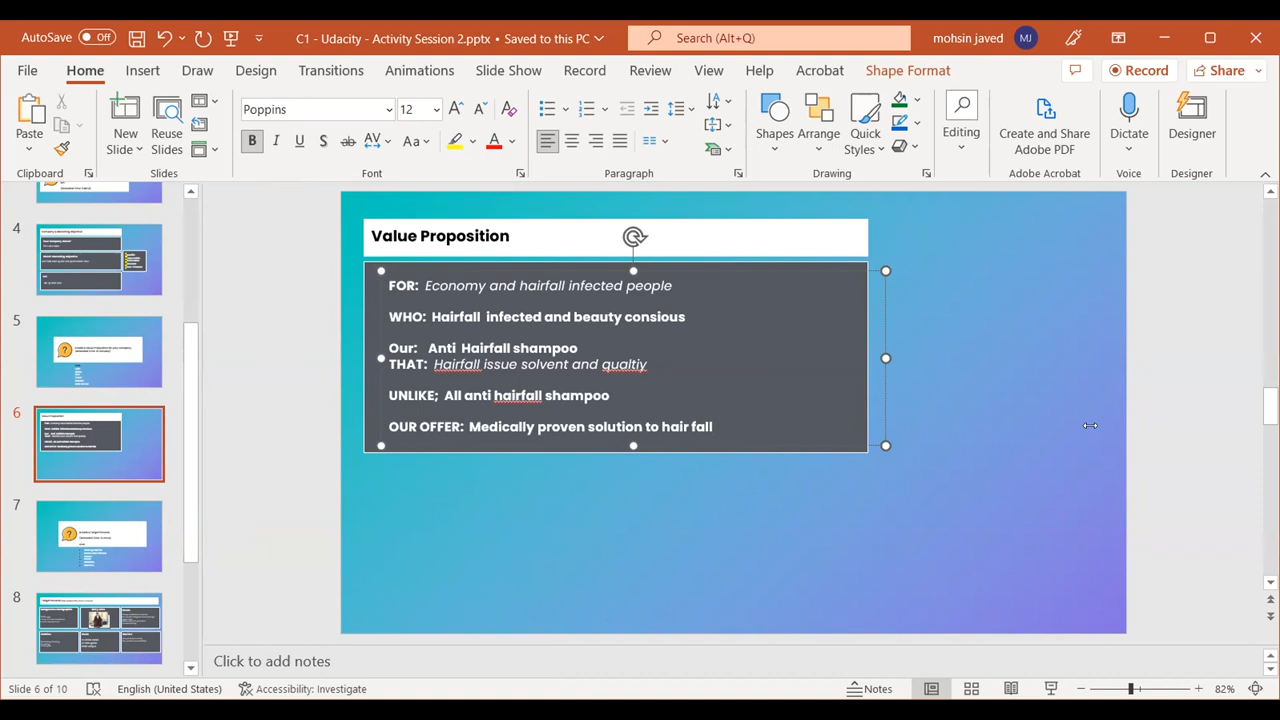 AutoSave Off C1 - Udacity - Activity Session 2.pptx • Saved to this PC Search (Alt+Q) mohsin javed MJ
File Home Insert Draw Design Transitions Animations Slide Show Record Review View Help Acrobat Shape Format Record Share
Paste New Slide Reuse Slides Poppins 12 Shapes Arrange Quick Styles Editing Create and Share Adobe PDF Dictate Designer
Clipboard Slides Font Paragraph Drawing Adobe Acrobat Voice Designer
4
5
6
7
8
Value Proposition
FOR: Economy and hairfall infected people
WHO: Hairfall infected and beauty consious
Our: Anti Hairfall shampoo
THAT: Hairfall issue solvent and qualtiy
UNLIKE; All anti hairfall shampoo
OUR OFFER: Medically proven solution to hair fall
Click to add notes
Slide 6 of 10 English (United States) Accessibility: Investigate Notes 82%